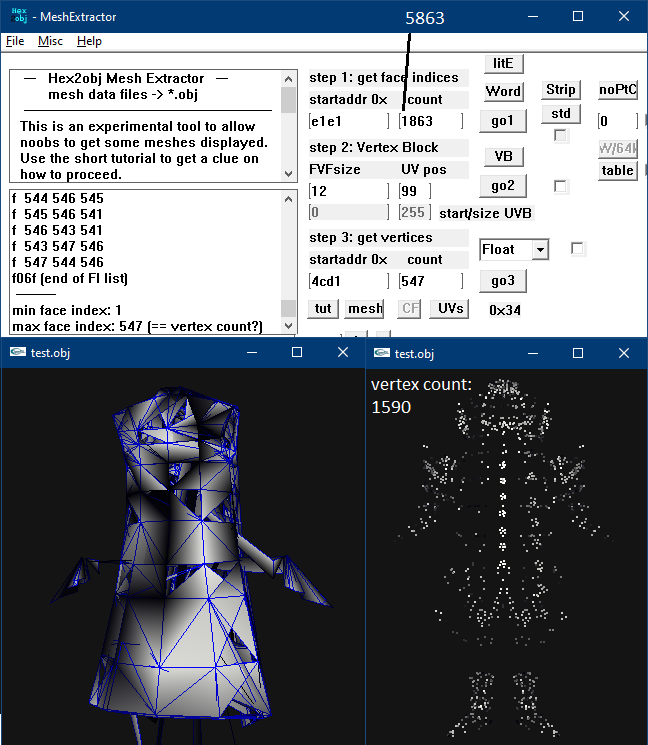 Hex
2obj
- MeshExtractor
5863
File Misc Help
— Hex2obj Mesh Extractor —
mesh data files -> *.obj
This is an experimental tool to allow
noobs to get some meshes displayed.
Use the short tutorial to get a clue on
how to proceed.
f 544 546 545
f 545 546 541
f 546 543 541
f 543 547 546
f 547 544 546
f06f (end of FI list)
min face index: 1
max face index: 547 (== vertex count?)
step 1: get face indices
startaddr 0x count
e1e1 1863
step 2: Vertex Block
FVFsize UV pos
12 99
0 255 start/size UVB
step 3: get vertices
startaddr 0x count
4cd1 547
tut mesh CF UVs
litE
Word
go1
VB
go2
Float
go3
0x34
Strip
std
noPtC
0
W/64k
table
test.obj
test.obj
vertex count:
1590